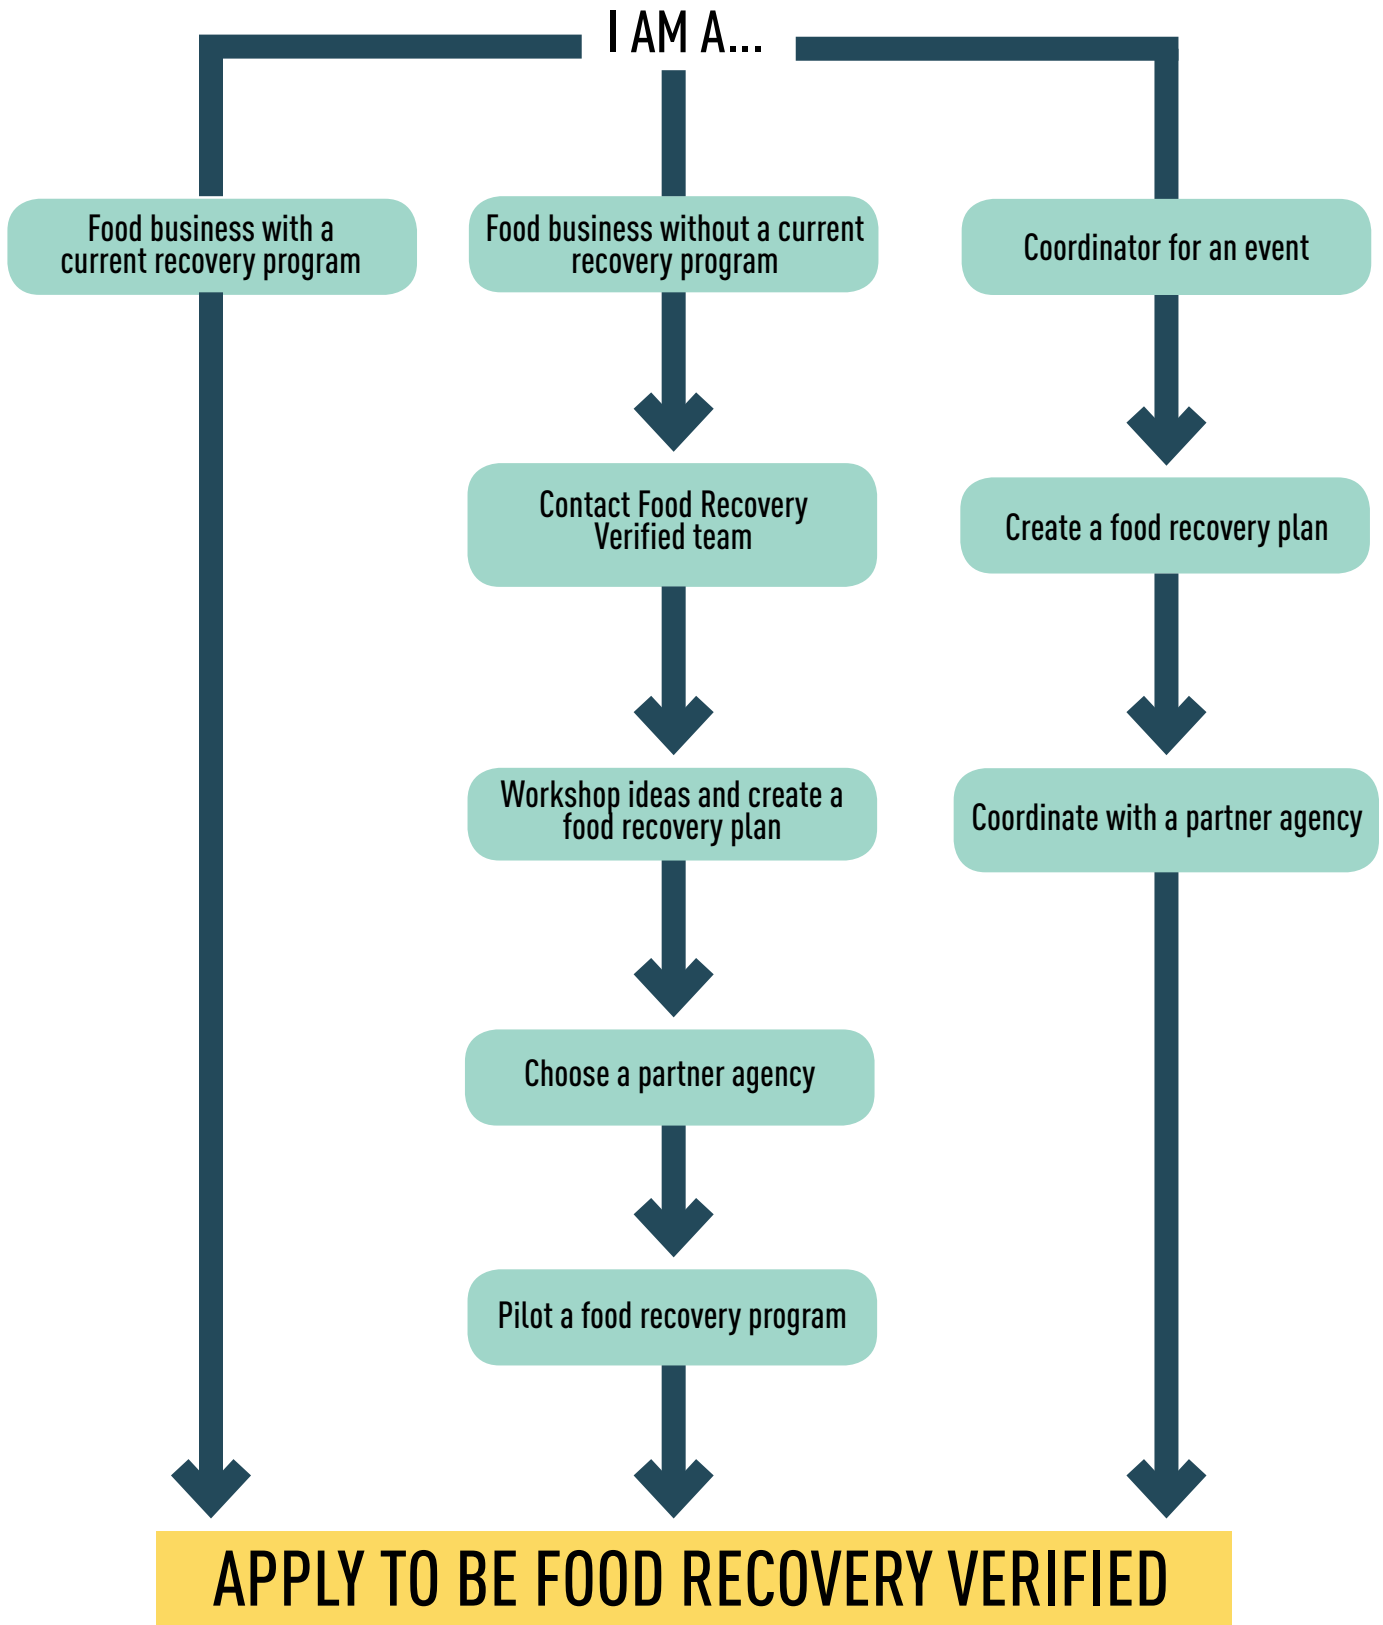 I AM A...
Food business with a
current recovery program
Food business without a current
recovery program
Coordinator for an event
Contact Food Recovery
Verified team
Create a food recovery plan
Workshop ideas and create a
food recovery plan
Coordinate with a partner agency
Choose a partner agency
Pilot a food recovery program
APPLY TO BE FOOD RECOVERY VERIFIED